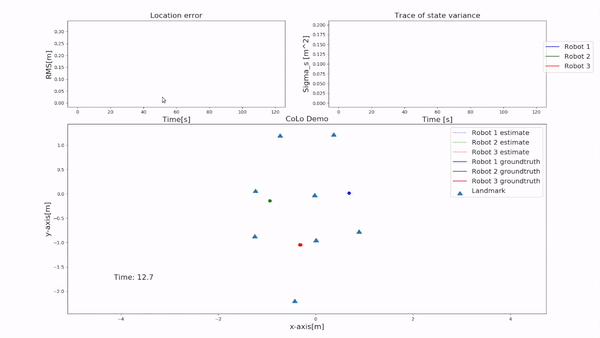 Location error
Trace of state variance
RMS[m]
0.30
0.25
0.20
0.15
0.10
0.05
0.00
0 20 40 60 80 100 120
Time[s]
Sigma_s [m^2]
0.200
0.175
0.150
0.125
0.100
0.075
0.050
0.025
0.000
0 20 40 60 80 100 120
Time [s]
Robot 1
Robot 2
Robot 3
CoLo Demo
Robot 1 estimate
Robot 2 estimate
Robot 3 estimate
Robot 1 groundtruth
Robot 2 groundtruth
Robot 3 groundtruth
Landmark
y-axis[m]
1.0
0.5
0.0
−0.5
−1.0
−1.5
−2.0
Time: 12.7
−4 −2 0 2 4
x-axis[m]